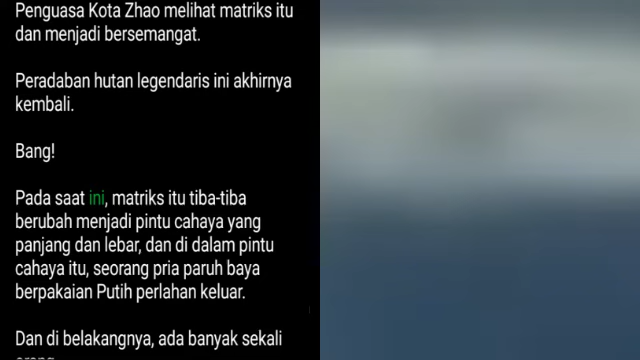 Penguasa Kota Zhao melihat matriks itu
dan menjadi bersemangat.
Peradaban hutan legendaris ini akhirnya
kembali.
Bang!
Pada saat ini, matriks itu tiba-tiba
berubah menjadi pintu cahaya yang
panjang dan lebar, dan di dalam pintu
cahaya itu, seorang pria paruh baya
berpakaian Putih perlahan keluar.
Dan di belakangnya, ada banyak sekali